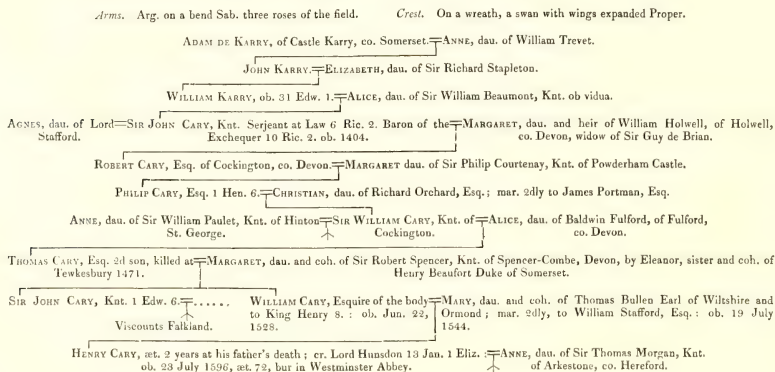 Arms. Arg. on a bend Sab. three roses of the field. Crest. On a wreath, a swan with wings expanded Proper.
ADAM DE KARRY, of Castle Karry, co. Somerset.=ANNE, dau. of William Trevet.
JOHN KARRY.=ELIZABETH, dau. of Sir Richard Stapleton.
WILLIAM KARRY, ob. 31 Edw. 1.=ALICE, dau. of Sir William Beaumont, Knt. ob vidua.
AGNES, dau. of Lord=SIR JOHN CARY, Knt. Serjeant at Law 6 Ric. 2. Baron of the=MARGARET, dau. and heir of William Holwell, of Holwell,
Stafford. Exchequer 10 Ric. 2. ob. 1404. co. Devon, widow of Sir Guy de Brian.
ROBERT CARY, Esq. of Cockington, co. Devon.=MARGARET dau. of Sir Philip Courtenay, Knt. of Powderham Castle.
PHILIP CARY, Esq. 1 Hen. 6.=CHRISTIAN, dau. of Richard Orchard, Esq.; mar. 2dly to James Portman, Esq.
ANNE, dau. of Sir William Paulet, Knt. of Hinton=SIR WILLIAM CARY, Knt. of=ALICE, dau. of Baldwin Fulford, of Fulford,
St. George. Cockington. co. Devon.
THOMAS CARY, Esq. 2d son, killed at=MARGARET, dau. and coh. of Sir Robert Spencer, Knt. of Spencer-Combe, Devon, by Eleanor, sister and coh. of
Tewkesbury 1471. Henry Beaufort Duke of Somerset.
SIR JOHN CARY, Knt. 1 Edw. 6.=...... WILLIAM CARY, Esquire of the body=MARY, dau. and coh. of Thomas Bullen Earl of Wiltshire and
to King Henry 8. : ob. Jun. 22, Ormond ; mar. 2dly, to William Stafford, Esq. : ob. 19 July
Viscounts Falkland. 1528. 1544.
HENRY CARY, æt. 2 years at his father's death ; cr. Lord Hunsdon 13 Jan. 1 Eliz. :=ANNE, dau. of Sir Thomas Morgan, Knt.
ob. 23 July 1596, æt. 72, bur in Westminster Abbey. of Arkestone, co. Hereford.